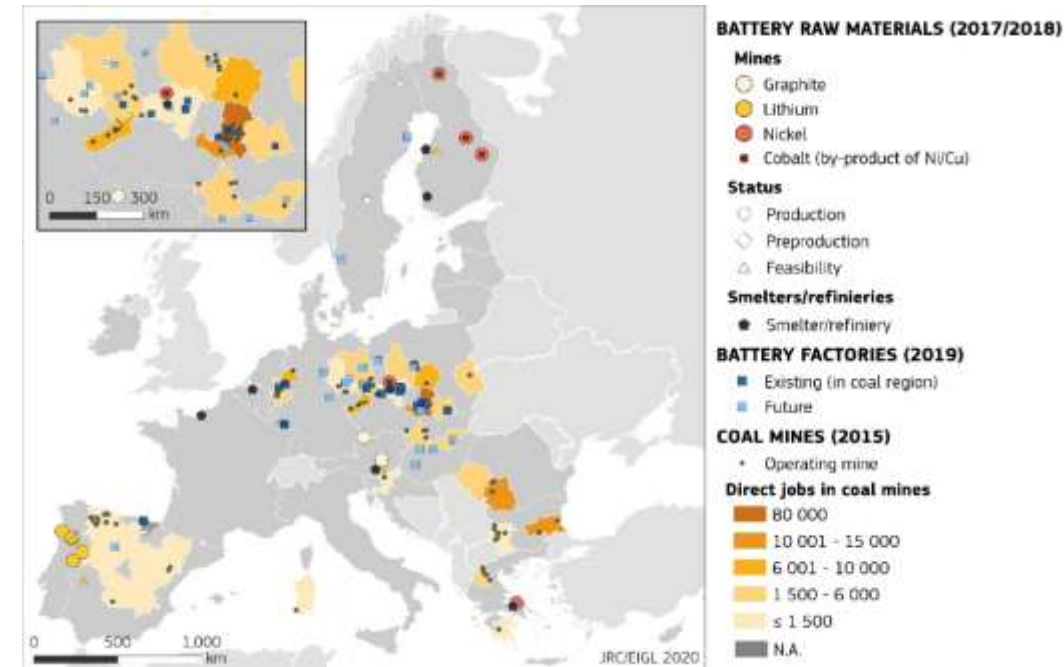 BATTERY RAW MATERIALS (2017/2018)
Mines
Graphite
Lithium
Nickel
Cobalt (by-product of Ni/Cu)
Status
Production
Preproduction
Feasibility
Smelters/refinieries
Smelter/refiniery
BATTERY FACTORIES (2019)
Existing (in coal region)
Future
COAL MINES (2015)
Operating mine
Direct jobs in coal mines
80 000
10 001 - 15 000
6 001 - 10 000
1 500 - 6 000
≤ 1 500
N.A.
0 150 300
km
0 500 1.000
km
JRC/EIGL 2020